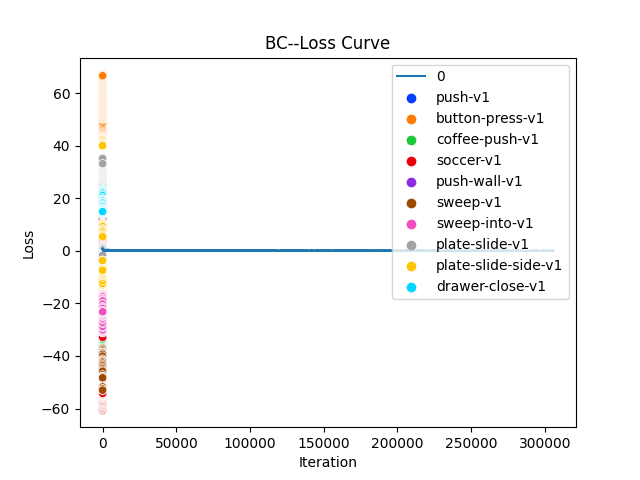 BC--Loss Curve
Loss
60
40
20
0
−20
−40
−60
0
push-v1
button-press-v1
coffee-push-v1
soccer-v1
push-wall-v1
sweep-v1
sweep-into-v1
plate-slide-v1
plate-slide-side-v1
drawer-close-v1
0 50000 100000 150000 200000 250000 300000
Iteration